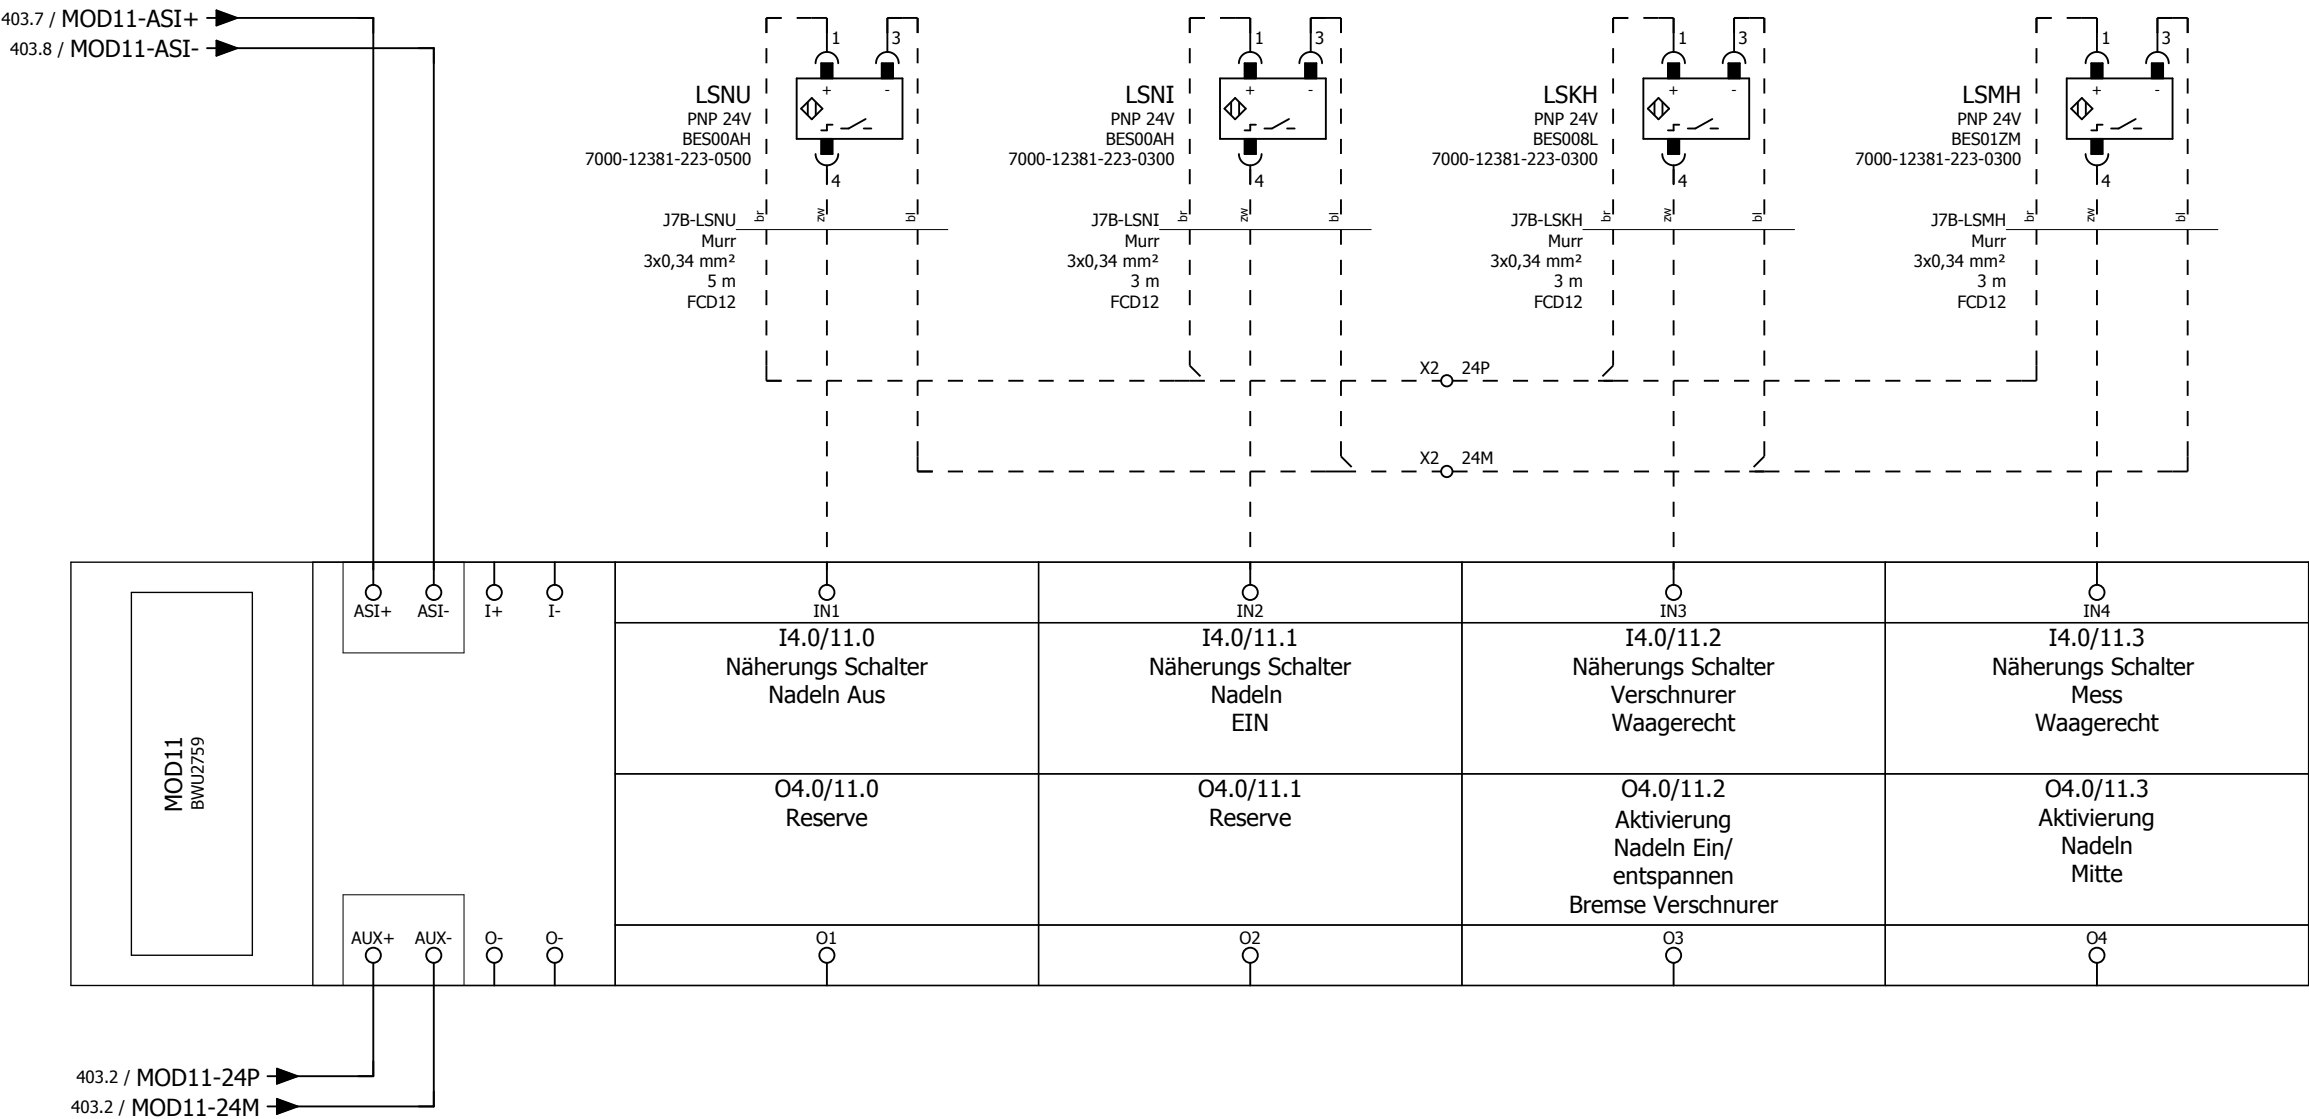 403.7 / MOD11-ASI+
403.8 / MOD11-ASI-
1
3
LSNU
PNP 24V
BES00AH
7000-12381-223-0500
+
-
4
J7B-LSNU
Murr
3x0,34 mm²
5 m
FCD12
br
zw
bl
1
3
LSNI
PNP 24V
BES00AH
7000-12381-223-0300
+
-
4
J7B-LSNI
Murr
3x0,34 mm²
3 m
FCD12
br
zw
bl
1
3
LSKH
PNP 24V
BES008L
7000-12381-223-0300
+
-
4
J7B-LSKH
Murr
3x0,34 mm²
3 m
FCD12
br
zw
bl
1
3
LSMH
PNP 24V
BES01ZM
7000-12381-223-0300
+
-
4
J7B-LSMH
Murr
3x0,34 mm²
3 m
FCD12
br
zw
bl
X2 24P
X2 24M
MOD11
BWU2759
ASI+
ASI-
I+
I-
IN1
IN2
IN3
IN4
I4.0/11.0
Näherungs Schalter
Nadeln Aus
I4.0/11.1
Näherungs Schalter
Nadeln
EIN
I4.0/11.2
Näherungs Schalter
Verschnurer
Waagerecht
I4.0/11.3
Näherungs Schalter
Mess
Waagerecht
O4.0/11.0
Reserve
O4.0/11.1
Reserve
O4.0/11.2
Aktivierung
Nadeln Ein/
entspannen
Bremse Verschnurer
O4.0/11.3
Aktivierung
Nadeln
Mitte
AUX+
AUX-
O-
O-
O1
O2
O3
O4
403.2 / MOD11-24P
403.2 / MOD11-24M